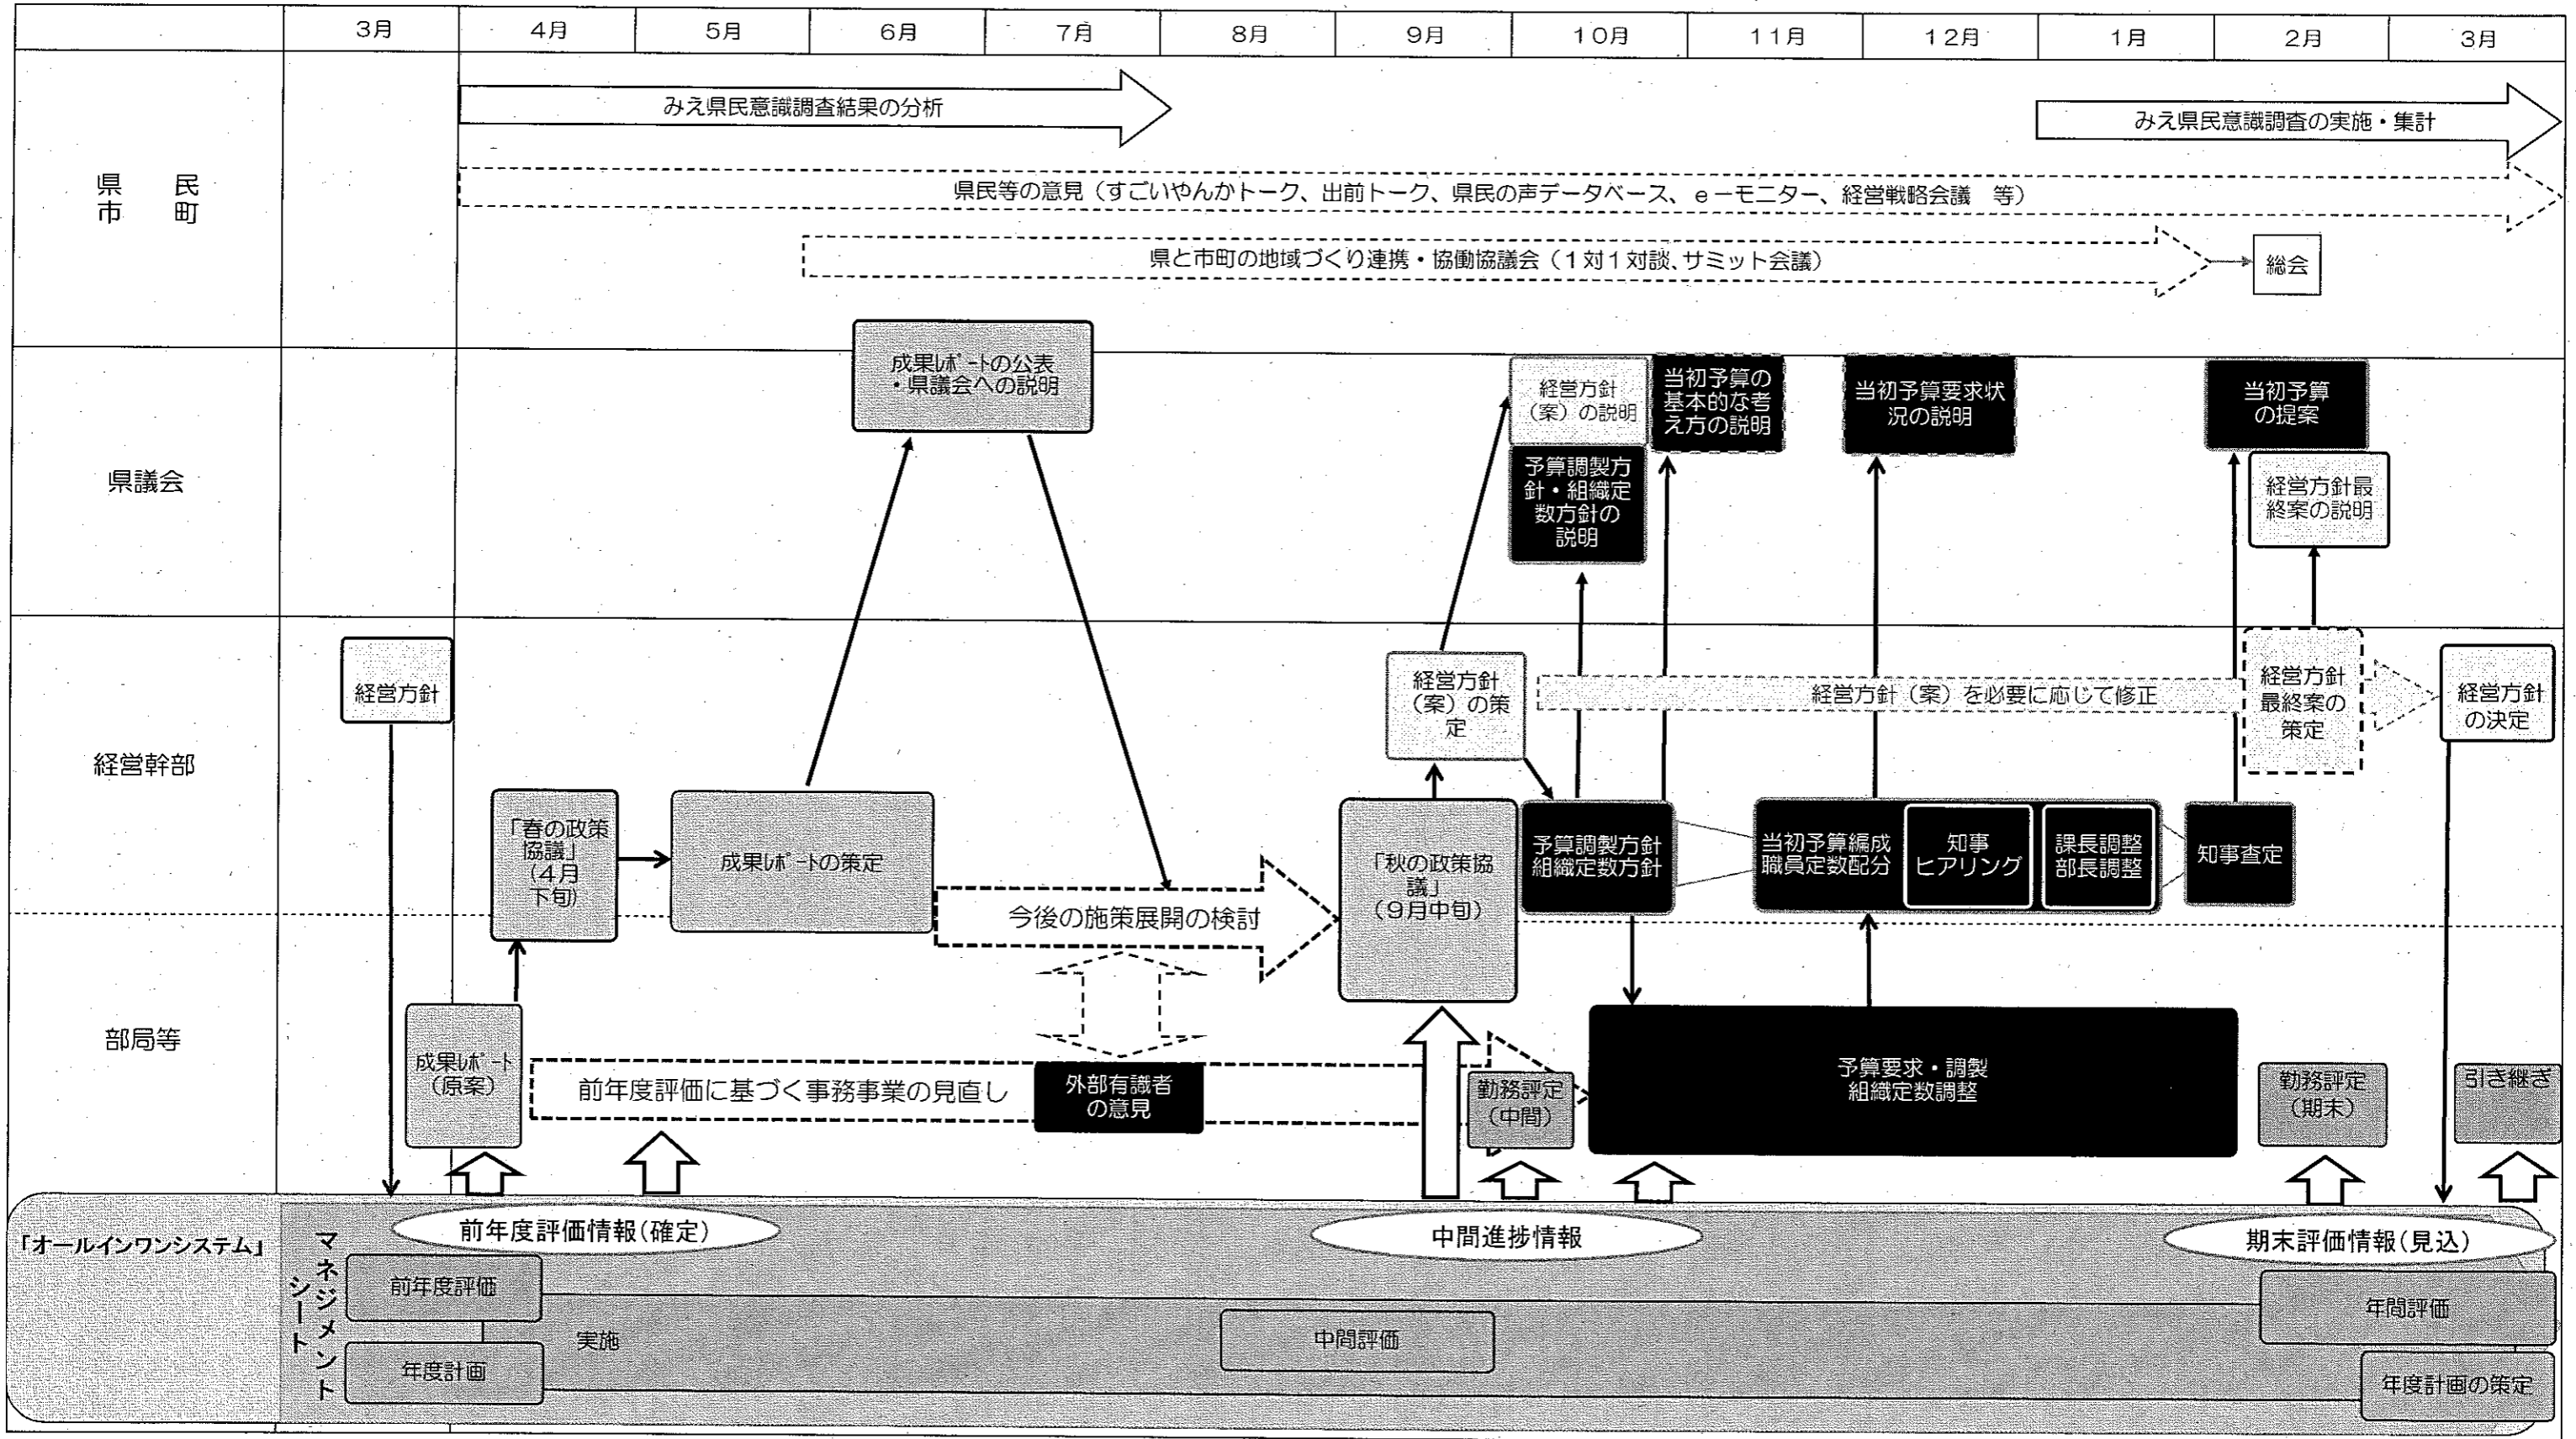 3月
4月
5月
6月
7月
8月
9月
10月
11月
12月
1月
2月
3月
県　民
市　町
みえ県民意識調査結果の分析
みえ県民意識調査の実施・集計
県民等の意見（すごいやんかトーク、出前トーク、県民の声データベース、ｅ－モニター、経営戦略会議　等）
県と市町の地域づくり連携・協働協議会（１対１対談、サミット会議）
総会
県議会
成果ﾚﾎﾟｰﾄの公表
・県議会への説明
経営方針
（案）の説明
予算調製方
針・組織定
数方針の
説明
当初予算の
基本的な考
え方の説明
当初予算要求状
況の説明
当初予算
の提案
経営方針最
終案の説明
経営幹部
経営方針
「春の政策
協議」
（４月
下旬）
成果ﾚﾎﾟｰﾄの策定
今後の施策展開の検討
経営方針
（案）の策
定
「秋の政策協
議」
（９月中旬）
経営方針（案）を必要に応じて修正
予算調製方針
組織定数方針
当初予算編成
職員定数配分
知事
ヒアリング
課長調整
部長調整
知事査定
経営方針
最終案の
策定
経営方針
の決定
部局等
成果ﾚﾎﾟｰﾄ
（原案）
前年度評価に基づく事務事業の見直し
外部有識者
の意見
勤務評定
（中間）
予算要求・調製
組織定数調整
勤務評定
（期末）
引き継ぎ
「オールインワンシステム」
マネジメント
シート
前年度評価情報（確定）
中間進捗情報
期末評価情報（見込）
前年度評価
年度計画
実施
中間評価
年間評価
年度計画の策定